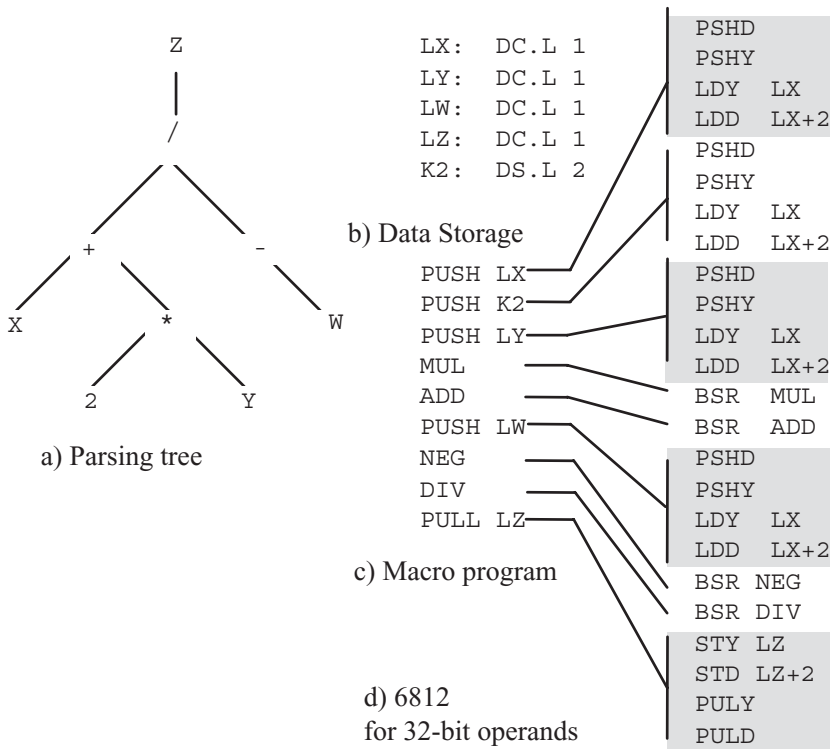 Z
/
+ -
X * W
2 Y
a) Parsing tree
LX: DC.L 1
LY: DC.L 1
LW: DC.L 1
LZ: DC.L 1
K2: DS.L 2
b) Data Storage
PUSH LX
PUSH K2
PUSH LY
MUL
ADD
PUSH LW
NEG
DIV
PULL LZ
c) Macro program
PSHD
PSHY
LDY LX
LDD LX+2
PSHD
PSHY
LDY LX
LDD LX+2
PSHD
PSHY
LDY LX
LDD LX+2
BSR MUL
BSR ADD
PSHD
PSHY
LDY LX
LDD LX+2
BSR NEG
BSR DIV
STY LZ
STD LZ+2
PULY
PULD
d) 6812
for 32-bit operands